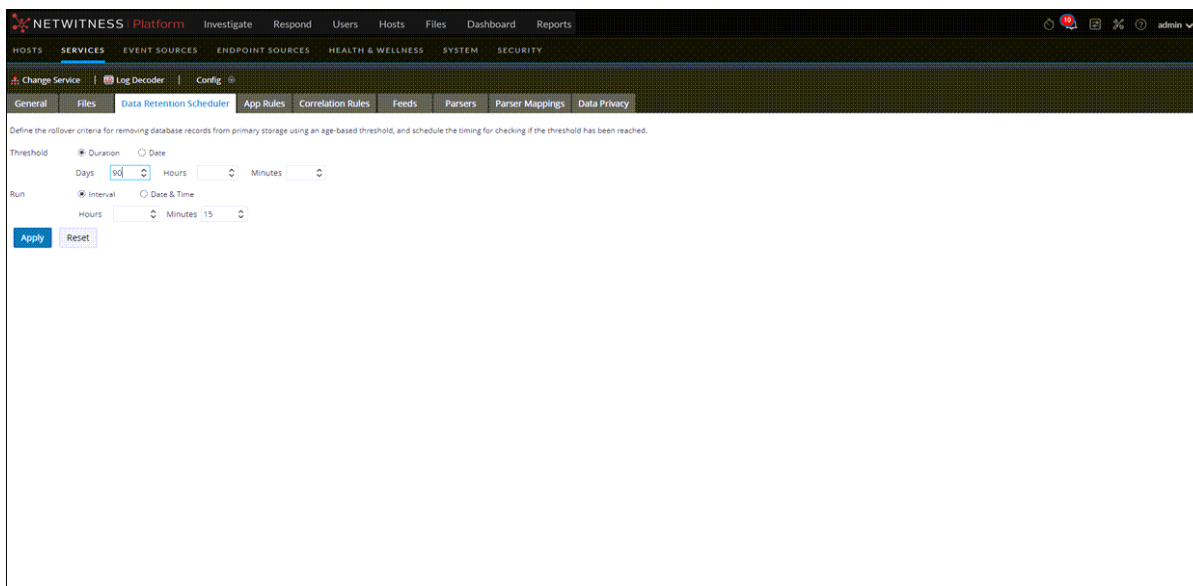 NETWITNESS | Platform Investigate Respond Users Hosts Files Dashboard Reports 10 admin
HOSTS SERVICES EVENT SOURCES ENDPOINT SOURCES HEALTH & WELLNESS SYSTEM SECURITY
Change Service | Log Decoder | Config
General Files Data Retention Scheduler App Rules Correlation Rules Feeds Parsers Parser Mappings Data Privacy
Define the rollover criteria for removing database records from primary storage using an age-based threshold, and schedule the timing for checking if the threshold has been reached.
Threshold Duration Date
Days 90 Hours Minutes
Run Interval Date & Time
Hours Minutes 15
Apply Reset